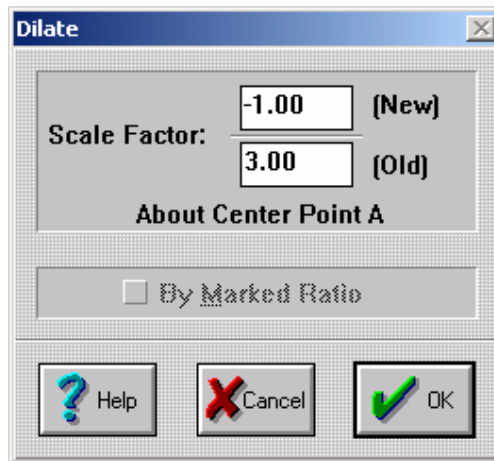 Dilate
-1.00 (New)
Scale Factor:
3.00 (Old)
About Center Point A
By Marked Ratio
? Help Cancel OK